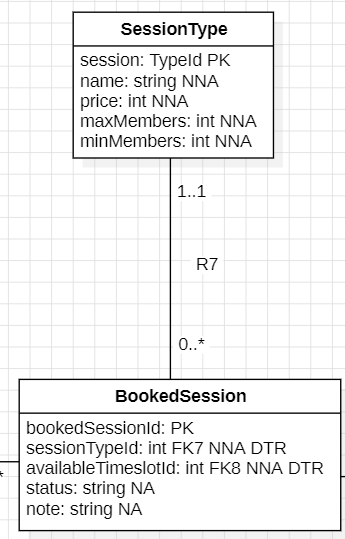 SessionType
session: TypeId PK
name: string NNA
price: int NNA
maxMembers: int NNA
minMembers: int NNA
1..1
R7
0..*
BookedSession
bookedSessionId: PK
sessionTypeId: int FK7 NNA DTR
availableTimeslotId: int FK8 NNA DTR
*
status: string NA
note: string NA